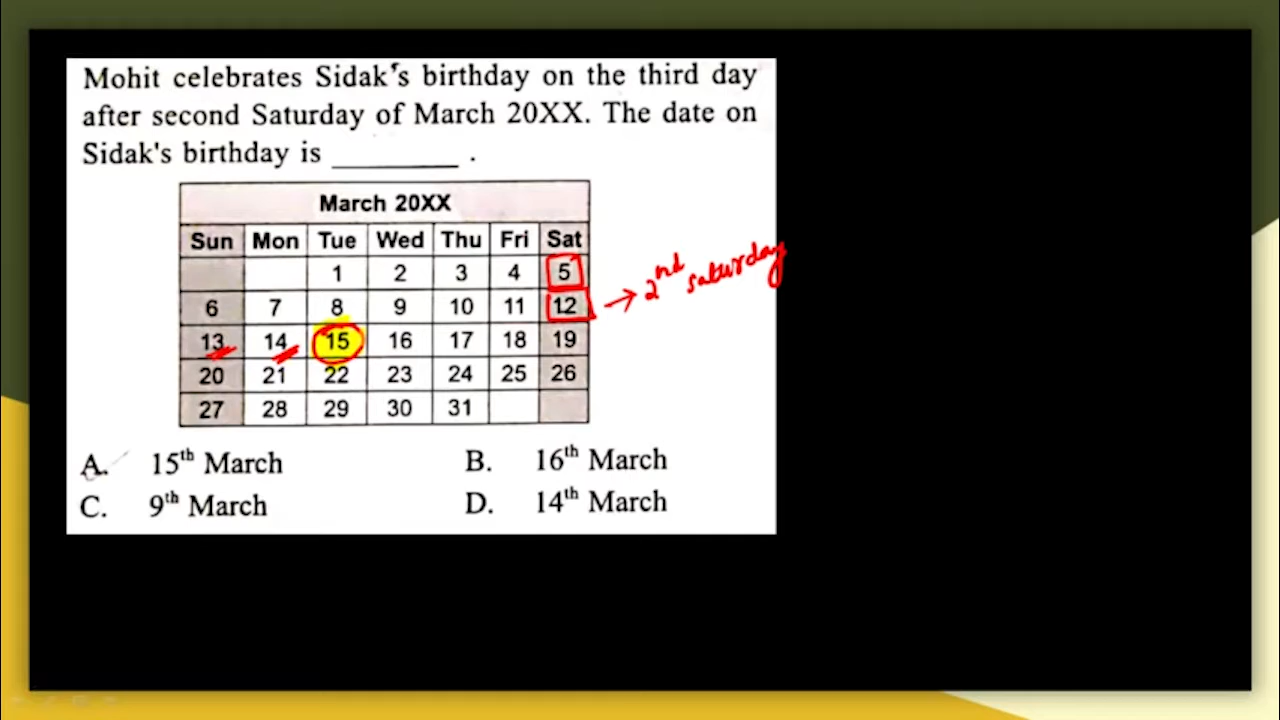 Mohit celebrates Sidak's birthday on the third day
after second Saturday of March 20XX. The date on
Sidak's birthday is ________ .
March 20XX
Sun Mon Tue Wed Thu Fri Sat
1 2 3 4 5
6 7 8 9 10 11 12
→ 2nd saturday
13 14 15 16 17 18 19
20 21 22 23 24 25 26
27 28 29 30 31
A. 15th March B. 16th March
C. 9th March D. 14th March